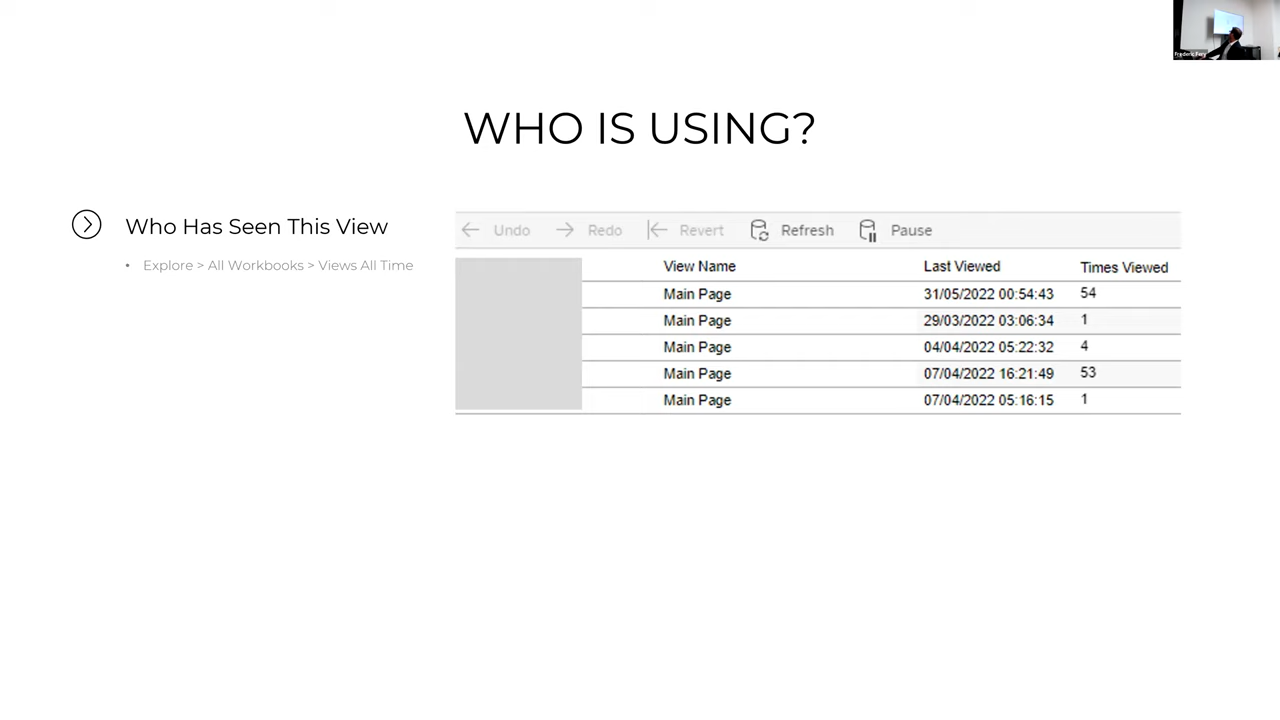 Frederic Fery
WHO IS USING?
Who Has Seen This View
• Explore > All Workbooks > Views All Time
Undo Redo Revert Refresh Pause
View Name Last Viewed Times Viewed
Main Page 31/05/2022 00:54:43 54
Main Page 29/03/2022 03:06:34 1
Main Page 04/04/2022 05:22:32 4
Main Page 07/04/2022 16:21:49 53
Main Page 07/04/2022 05:16:15 1